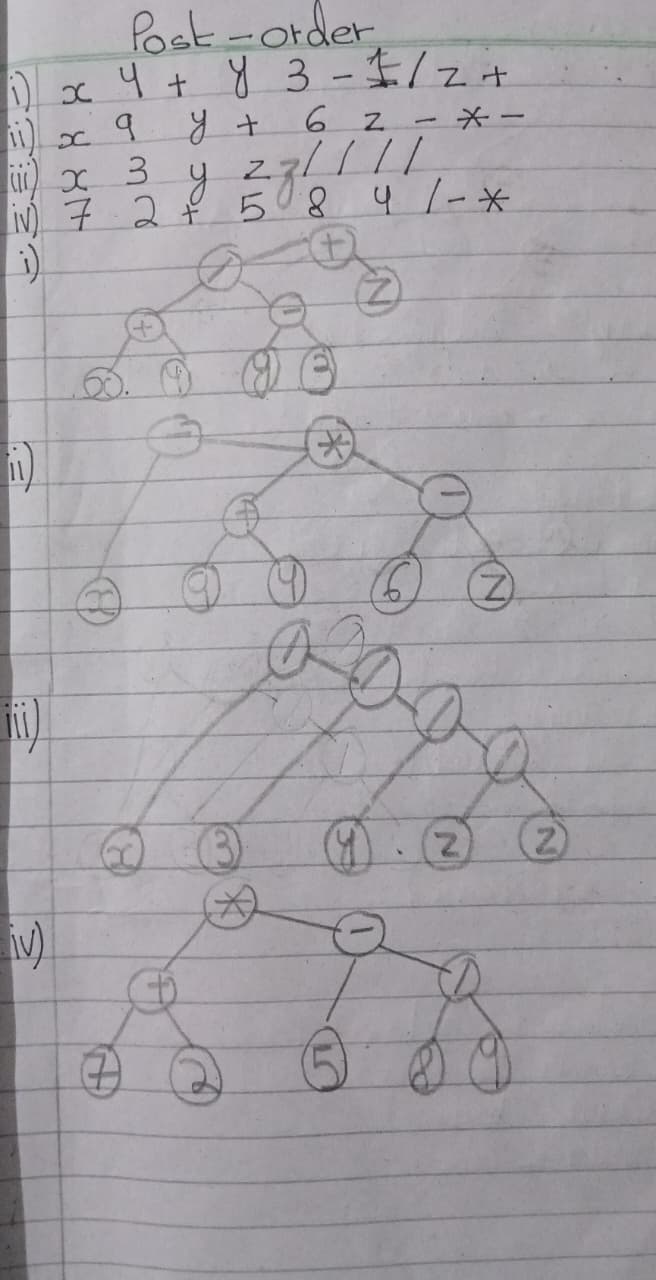 Post-order
i) x 4 + y 3 - / z +
ii) x 9 y + 6 z - * -
iii) x 3 y z z / / / /
iv) 7 2 + 5 8 4 / - *
i)
/ +
z
+ -
x 9 y 3
ii)
- *
+ -
x 9 4 6 z
iii)
/
/
/
/
x 3 y z z
iv)
* -
+ /
7 2 5 8 9